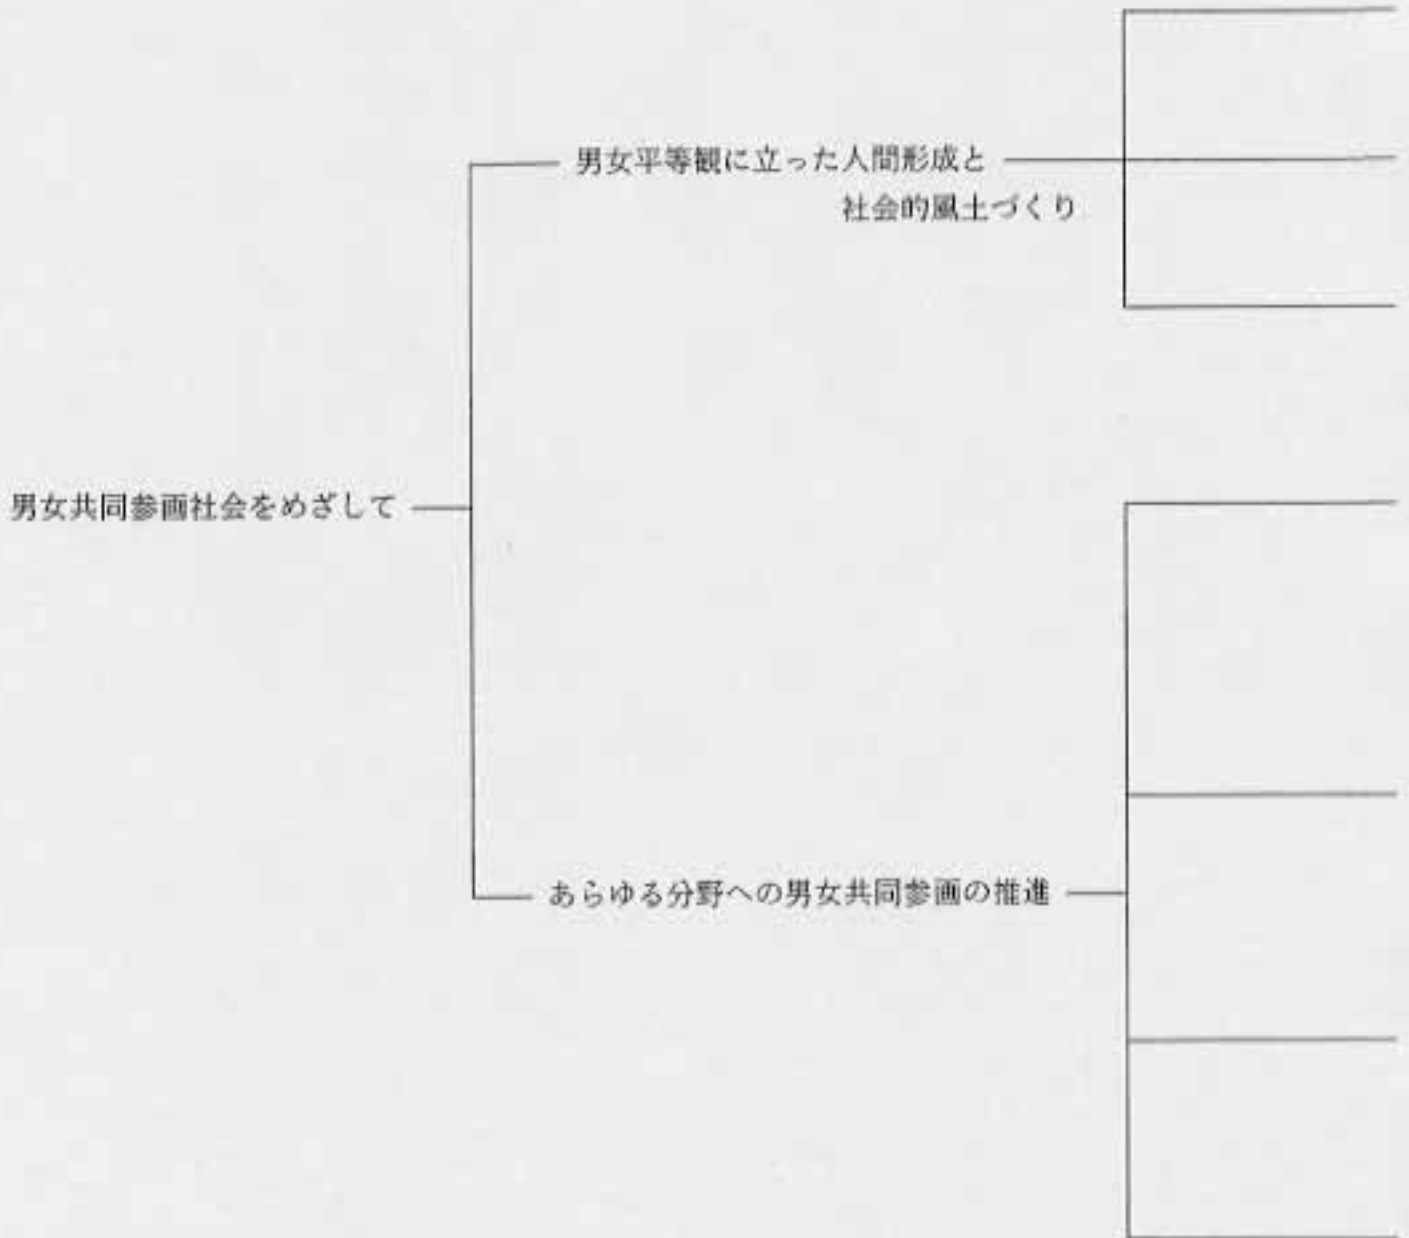 男女平等観に立った人間形成と
社会的風土づくり
男女共同参画社会をめざして
あらゆる分野への男女共同参画の推進